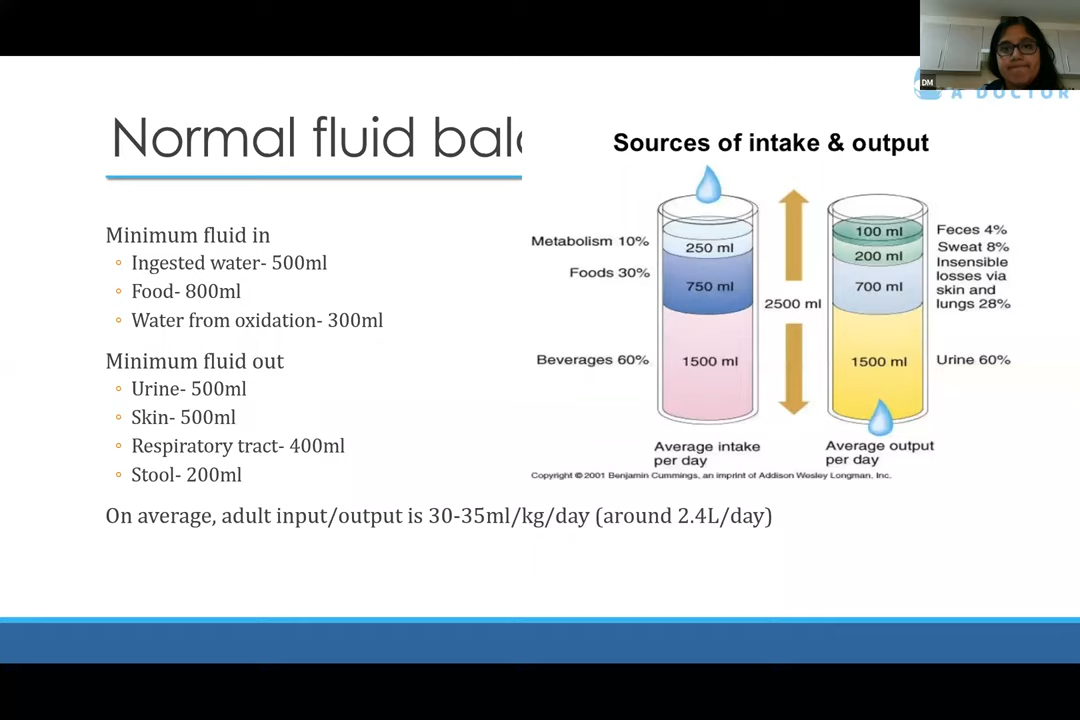 DM
A DOCTOR
Normal fluid bala
Minimum fluid in
◦ Ingested water- 500ml
◦ Food- 800ml
◦ Water from oxidation- 300ml
Minimum fluid out
◦ Urine- 500ml
◦ Skin- 500ml
◦ Respiratory tract- 400ml
◦ Stool- 200ml
On average, adult input/output is 30-35ml/kg/day (around 2.4L/day)
Sources of intake & output
Metabolism 10%
250 ml
Foods 30%
750 ml
Beverages 60%
1500 ml
Average intake
per day
2500 ml
100 ml
Feces 4%
200 ml
Sweat 8%
700 ml
Insensible
losses via
skin and
lungs 28%
1500 ml
Urine 60%
Average output
per day
Copyright © 2001 Benjamin Cummings, an imprint of Addison Wesley Longman, Inc.